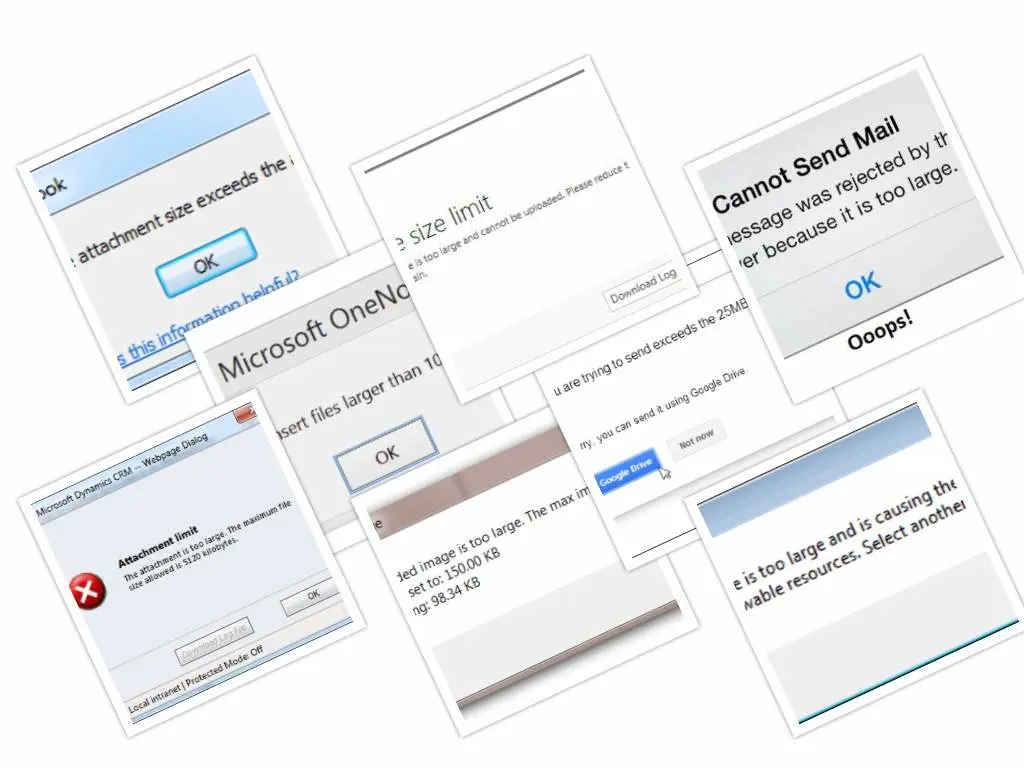 ook
attachment size exceeds the
OK
s this information helpful?
e size limit
e is too large and cannot be uploaded. Please reduce t
ain.
Download Log
Cannot Send Mail
essage was rejected by th
ver because it is too large.
OK
Ooops!
Microsoft OneNo
nsert files larger than 10
OK
u are trying to send exceeds the 25MB
rry, you can send it using Google Drive.
Google Drive
Not now
Microsoft Dynamics CRM -- Webpage Dialog
Attachment limit
The attachment is too large. The maximum file
size allowed is 5120 kilobytes.
OK
Download Log File
Local intranet | Protected Mode: Off
e
ded image is too large. The max im
set to: 150.00 KB
ng: 98.34 KB
e is too large and is causing the
wable resources. Select another